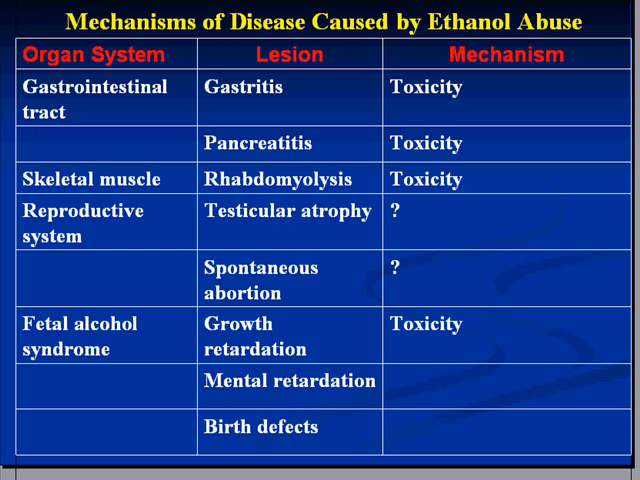 Mechanisms of Disease Caused by Ethanol Abuse
Organ System Lesion Mechanism
Gastrointestinal Gastritis Toxicity
tract
Pancreatitis Toxicity
Skeletal muscle Rhabdomyolysis Toxicity
Reproductive Testicular atrophy ?
system
Spontaneous ?
abortion
Fetal alcohol Growth Toxicity
syndrome retardation
Mental retardation
Birth defects